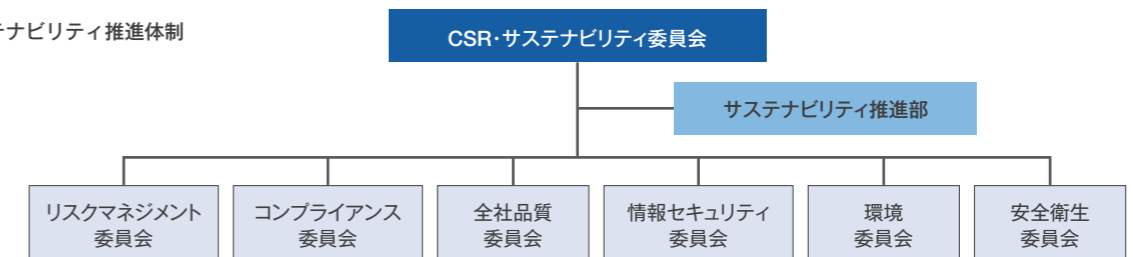 テナビリティ推進体制
CSR・サステナビリティ委員会
サステナビリティ推進部
リスクマネジメント
委員会
コンプライアンス
委員会
全社品質
委員会
情報セキュリティ
委員会
環境
委員会
安全衛生
委員会